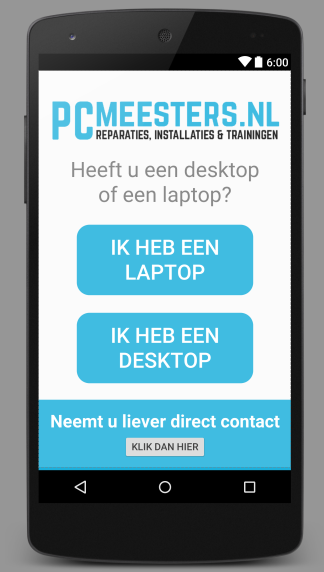 6:00
PCMEESTERS.NL
REPARATIES, INSTALLATIES & TRAININGEN
Heeft u een desktop
of een laptop?
IK HEB EEN
LAPTOP
IK HEB EEN
DESKTOP
Neemt u liever direct contact
KLIK DAN HIER